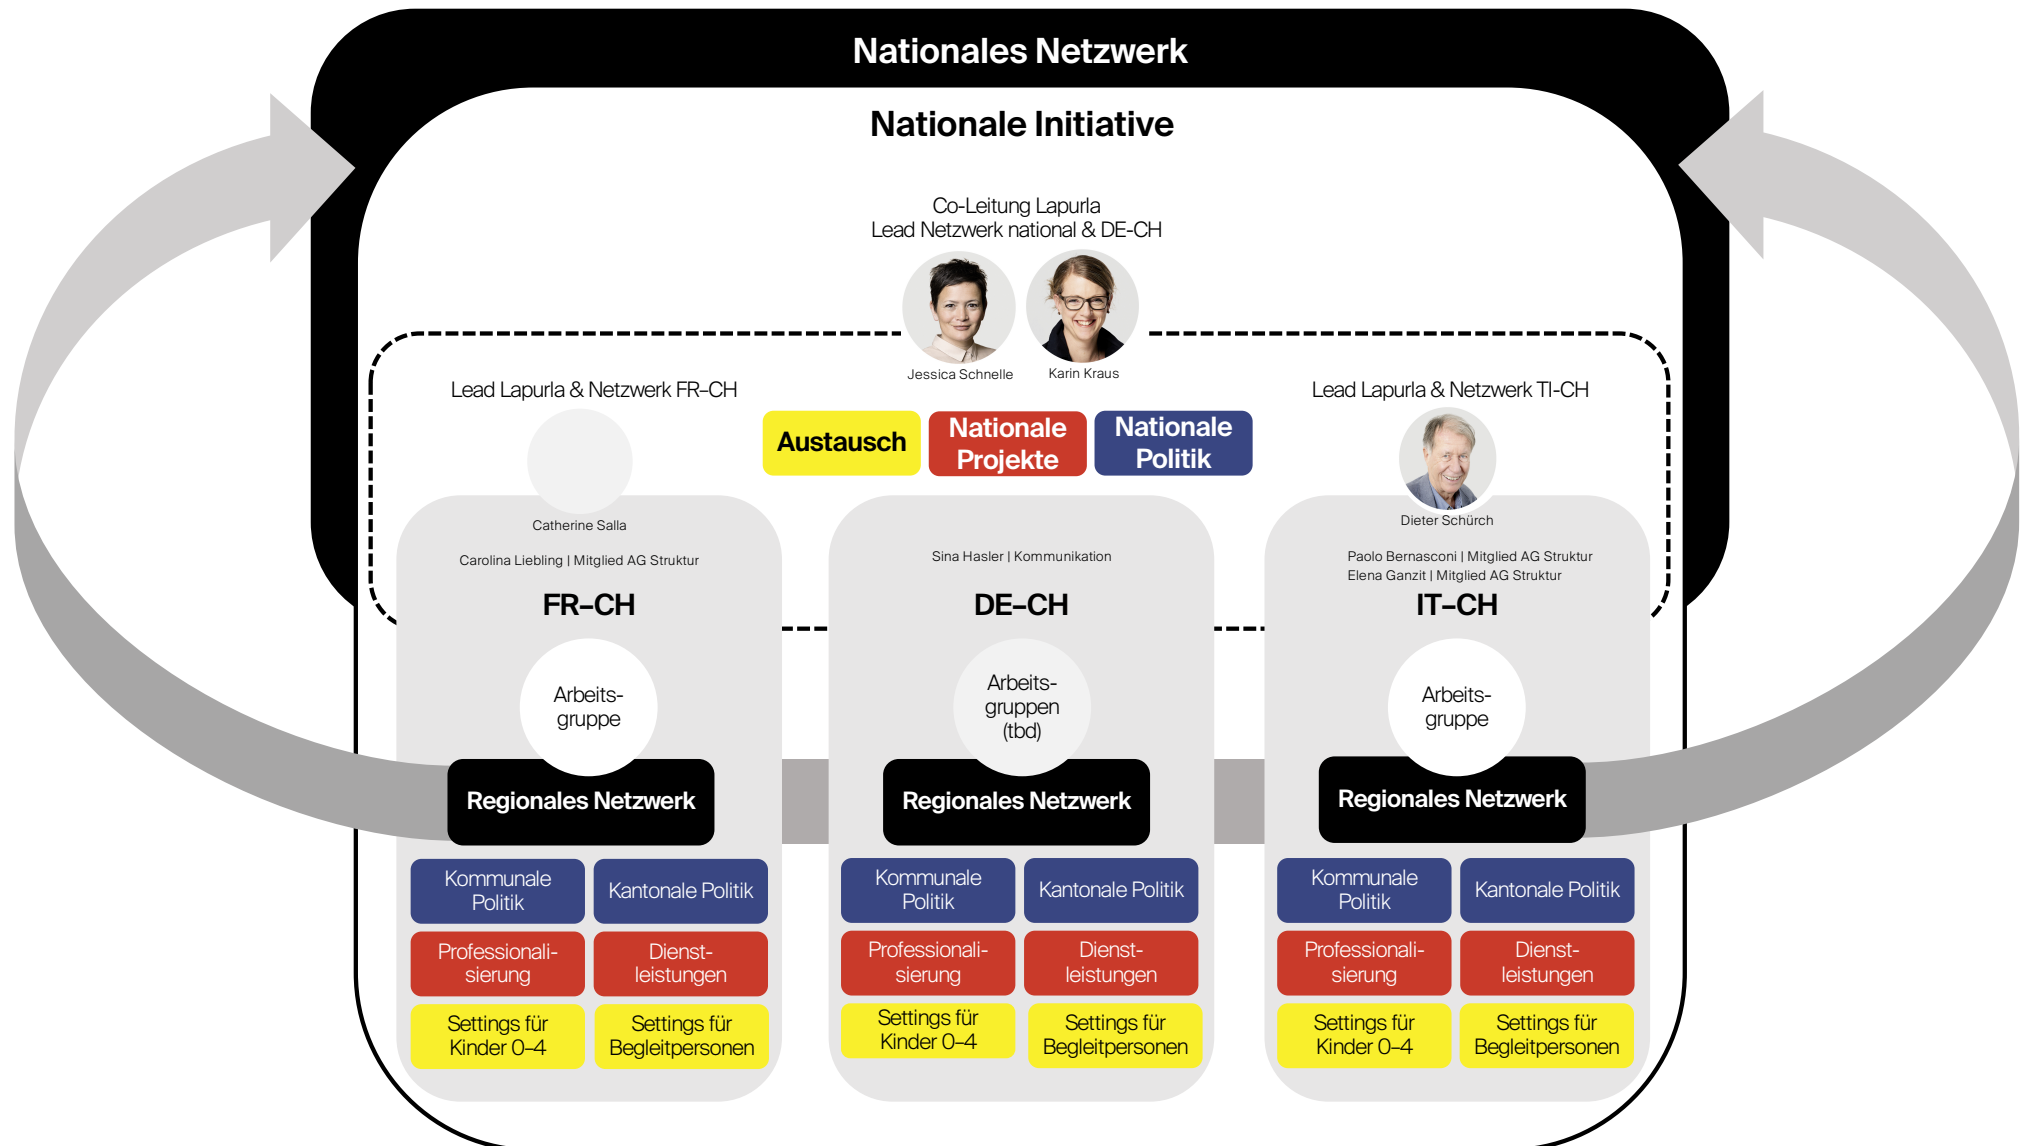 Nationales Netzwerk
Nationale Initiative
Co-Leitung Lapurla
Lead Netzwerk national & DE-CH
Jessica Schnelle
Karin Kraus
Lead Lapurla & Netzwerk FR–CH
Lead Lapurla & Netzwerk TI-CH
Austausch
Nationale
Projekte
Nationale
Politik
Catherine Salla
Carolina Liebling | Mitglied AG Struktur
FR–CH
Arbeits-
gruppe
Regionales Netzwerk
Kommunale
Politik
Kantonale Politik
Professionali-
sierung
Dienst-
leistungen
Settings für
Kinder 0–4
Settings für
Begleitpersonen
Sina Hasler | Kommunikation
DE–CH
Arbeits-
gruppen
(tbd)
Regionales Netzwerk
Kommunale
Politik
Kantonale Politik
Professionali-
sierung
Dienst-
leistungen
Settings für
Kinder 0–4
Settings für
Begleitpersonen
Dieter Schürch
Paolo Bernasconi | Mitglied AG Struktur
Elena Ganzit | Mitglied AG Struktur
IT–CH
Arbeits-
gruppe
Regionales Netzwerk
Kommunale
Politik
Kantonale Politik
Professionali-
sierung
Dienst-
leistungen
Settings für
Kinder 0–4
Settings für
Begleitpersonen